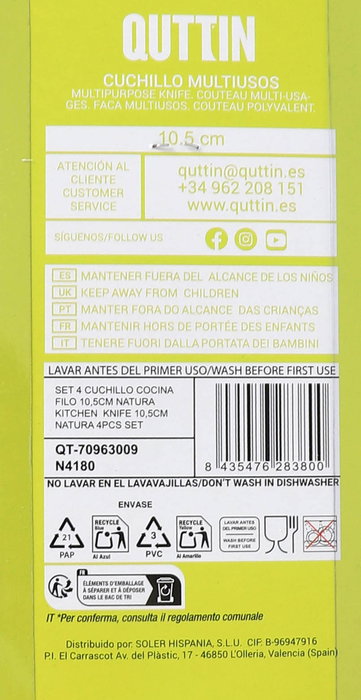 QUTTIN
CUCHILLO MULTIUSOS
MULTIPURPOSE KNIFE. COUTEAU MULTI-USA-
GES. FACA MULTIUSOS. COUTEAU POLYVALENT.
10.5 cm
ATENCIÓN AL
CLIENTE
CUSTOMER
SERVICE
quttin@quttin.es
+34 962 208 151
www.quttin.es
SÍGUENOS/FOLLOW US
ES MANTENER FUERA DEL ALCANCE DE LOS NIÑOS
UK KEEP AWAY FROM CHILDREN
PT MANTER FORA DO ALCANCE DAS CRIANÇAS
FR MANTENIR HORS DE PORTÉE DES ENFANTS
IT TENERE FUORI DALLA PORTATA DEI BAMBINI
LAVAR ANTES DEL PRIMER USO/WASH BEFORE FIRST USE
SET 4 CUCHILLO COCINA
FILO 10,5CM NATURA
KITCHEN KNIFE 10,5CM
NATURA 4PCS SET
QT-70963009
N4180
8 435476 283800
NO LAVAR EN EL LAVAVAJILLAS/DON'T WASH IN DISHWASHER
ENVASE
21
PAP
RECYCLE
Blue
Al Azul
3
PVC
RECYCLE
Yellow
Al Amarillo
LAVAR ANTES
DEL PRIMER USO
WASH BEFORE
FIRST USE
FR
ÉLÉMENTS D'EMBALLAGE
À SÉPARER ET À DÉPOSER
DANS LE BAC DE TRI
IT *Per conferma, consulta il regolamento comunale
Distribuido por: SOLER HISPANIA, S.L.U. CIF: B-96947916
P.I. El Carrascot Av. del Plàstic, 17 - 46850 L'Olleria, Valencia (Spain)